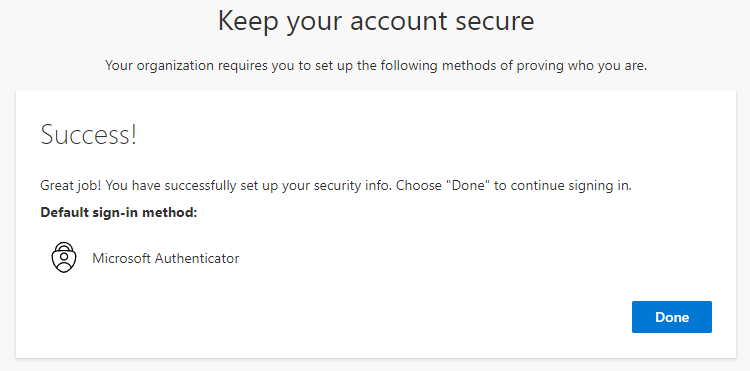 Keep your account secure
Your organization requires you to set up the following methods of proving who you are.
Success!
Great job! You have successfully set up your security info. Choose "Done" to continue signing in.
Default sign-in method:
Microsoft Authenticator
Done